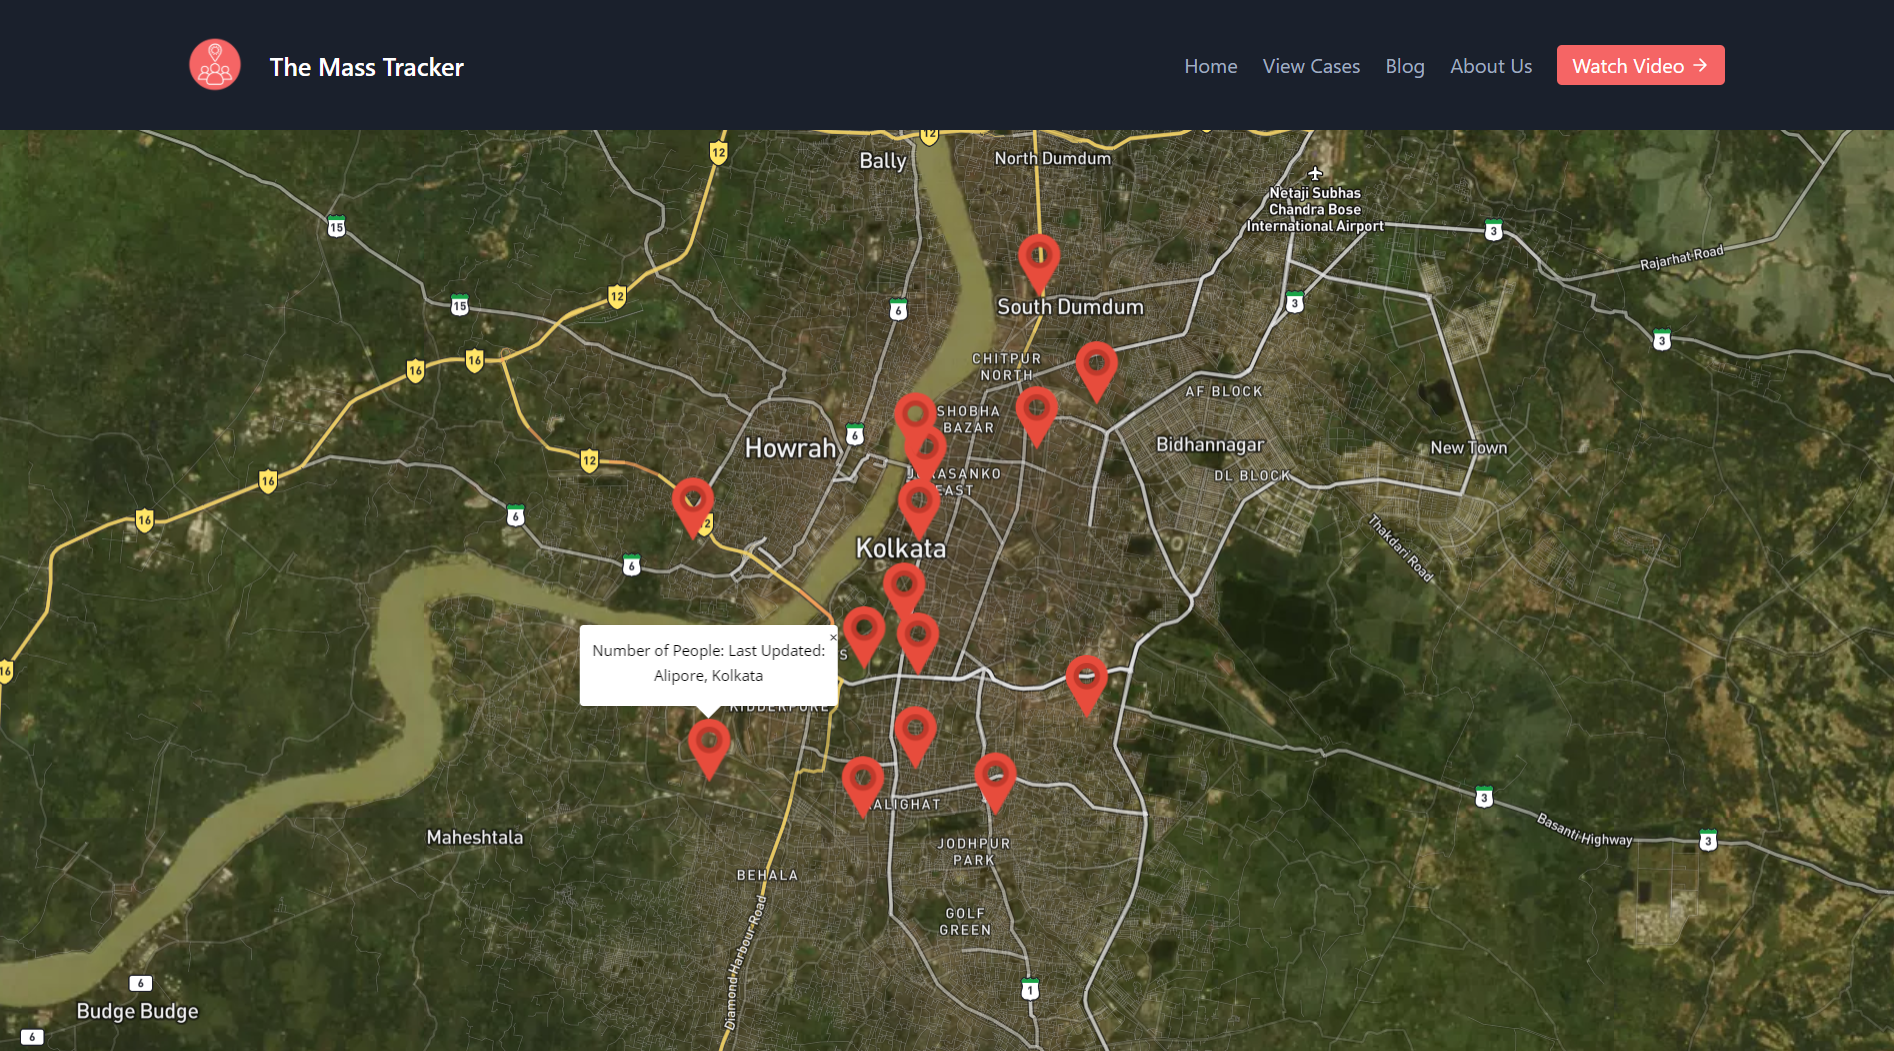 The Mass Tracker
Home
View Cases
Blog
About Us
Watch Video →
12
12
Bally
North Dumdum
Netaji Subhas
Chandra Bose
International Airport
15
3
Rajarhat Road
12
15
6
South Dumdum
3
3
16
16
CHITPUR
NORTH
AF BLOCK
SHOBHA
BAZAR
Howrah
6
Bidhannagar
New Town
12
16
DL BLOCK
EAST
16
6
Thakdari Road
Kolkata
6
Number of People: Last Updated:
Alipore, Kolkata
×
S
16
KIDDERPORE
ALIGHAT
3
Basanti Highway
3
Maheshtala
JODHPUR
PARK
BEHALA
GOLF
GREEN
Diamond Harbour Road
6
1
Budge Budge
6